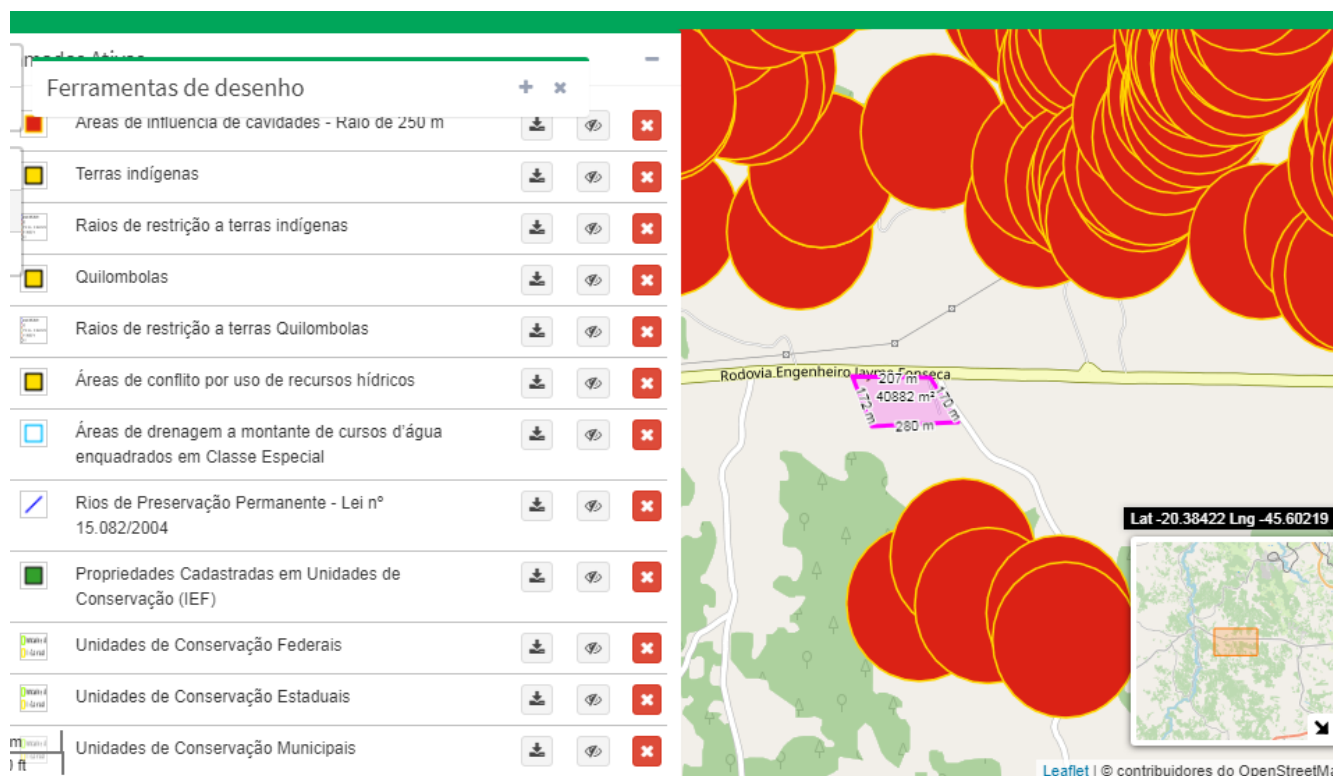 Ferramentas de desenho
Áreas de influência de cavidades - Raio de 250 m
Terras indígenas
Raios de restrição a terras indígenas
Quilombolas
Raios de restrição a terras Quilombolas
Áreas de conflito por uso de recursos hídricos
Áreas de drenagem a montante de cursos d'água
enquadrados em Classe Especial
Rios de Preservação Permanente - Lei nº
15.082/2004
Propriedades Cadastradas em Unidades de
Conservação (IEF)
Unidades de Conservação Federais
Unidades de Conservação Estaduais
Unidades de Conservação Municipais
m
ft
Rodovia Engenheiro Jayme Fonseca
207 m
40882 m²
172 m
170 m
280 m
Lat -20.38422 Lng -45.60219
Leaflet | © contribuidores do OpenStreetMa